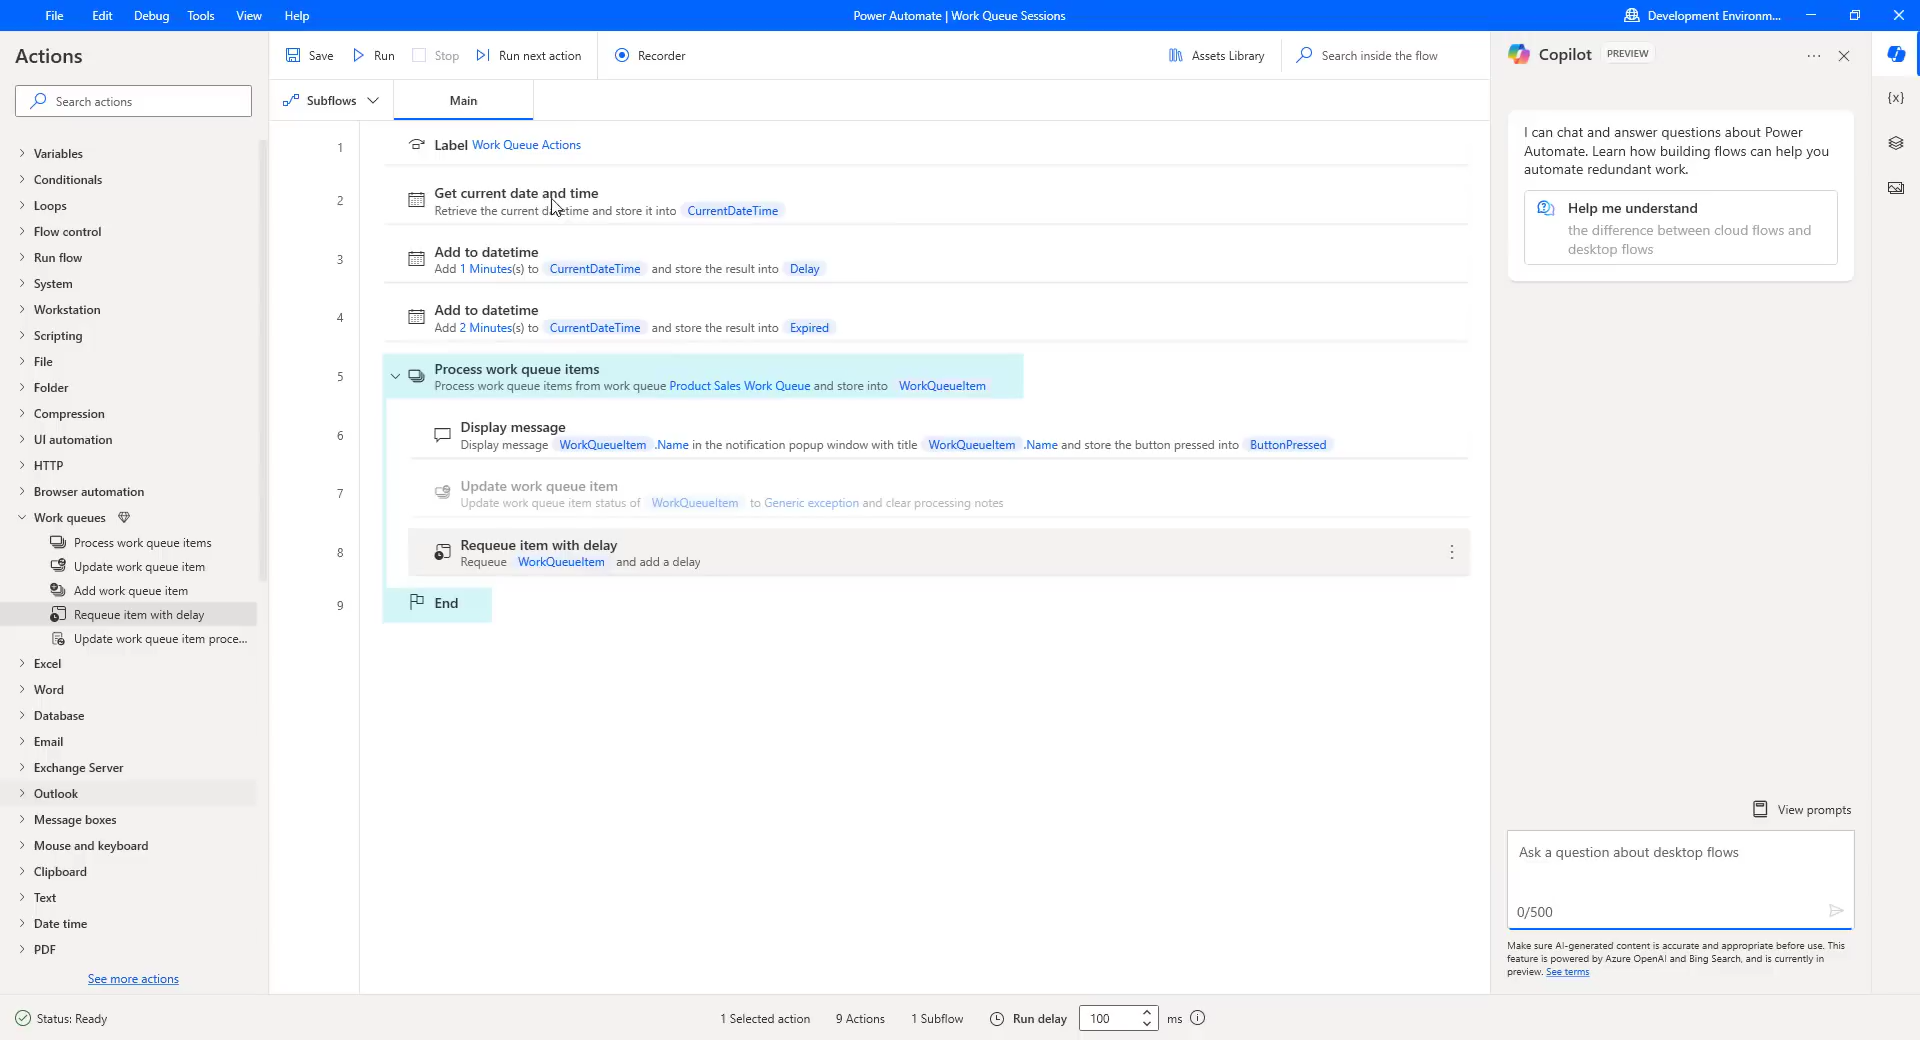 File Edit Debug Tools View Help
Power Automate | Work Queue Sessions
Development Environm...
Actions
Search actions
Variables
Conditionals
Loops
Flow control
Run flow
System
Workstation
Scripting
File
Folder
Compression
UI automation
HTTP
Browser automation
Work queues
Process work queue items
Update work queue item
Add work queue item
Requeue item with delay
Update work queue item proce...
Excel
Word
Database
Email
Exchange Server
Outlook
Message boxes
Mouse and keyboard
Clipboard
Text
Date time
PDF
See more actions
Save Run Stop Run next action Recorder
Assets Library Search inside the flow
Subflows Main
1 Label Work Queue Actions
2 Get current date and time
Retrieve the current datetime and store it into CurrentDateTime
3 Add to datetime
Add 1 Minutes(s) to CurrentDateTime and store the result into Delay
4 Add to datetime
Add 2 Minutes(s) to CurrentDateTime and store the result into Expired
5 Process work queue items
Process work queue items from work queue Product Sales Work Queue and store into WorkQueueItem
6 Display message
Display message WorkQueueItem .Name in the notification popup window with title WorkQueueItem .Name and store the button pressed into ButtonPressed
7 Update work queue item
Update work queue item status of WorkQueueItem to Generic exception and clear processing notes
8 Requeue item with delay
Requeue WorkQueueItem and add a delay
9 End
Copilot PREVIEW
I can chat and answer questions about Power
Automate. Learn how building flows can help you
automate redundant work.
Help me understand
the difference between cloud flows and
desktop flows
View prompts
Ask a question about desktop flows
0/500
Make sure AI-generated content is accurate and appropriate before use. This
feature is powered by Azure OpenAI and Bing Search, and is currently in
preview. See terms
{x}
Status: Ready
1 Selected action 9 Actions 1 Subflow Run delay 100 ms